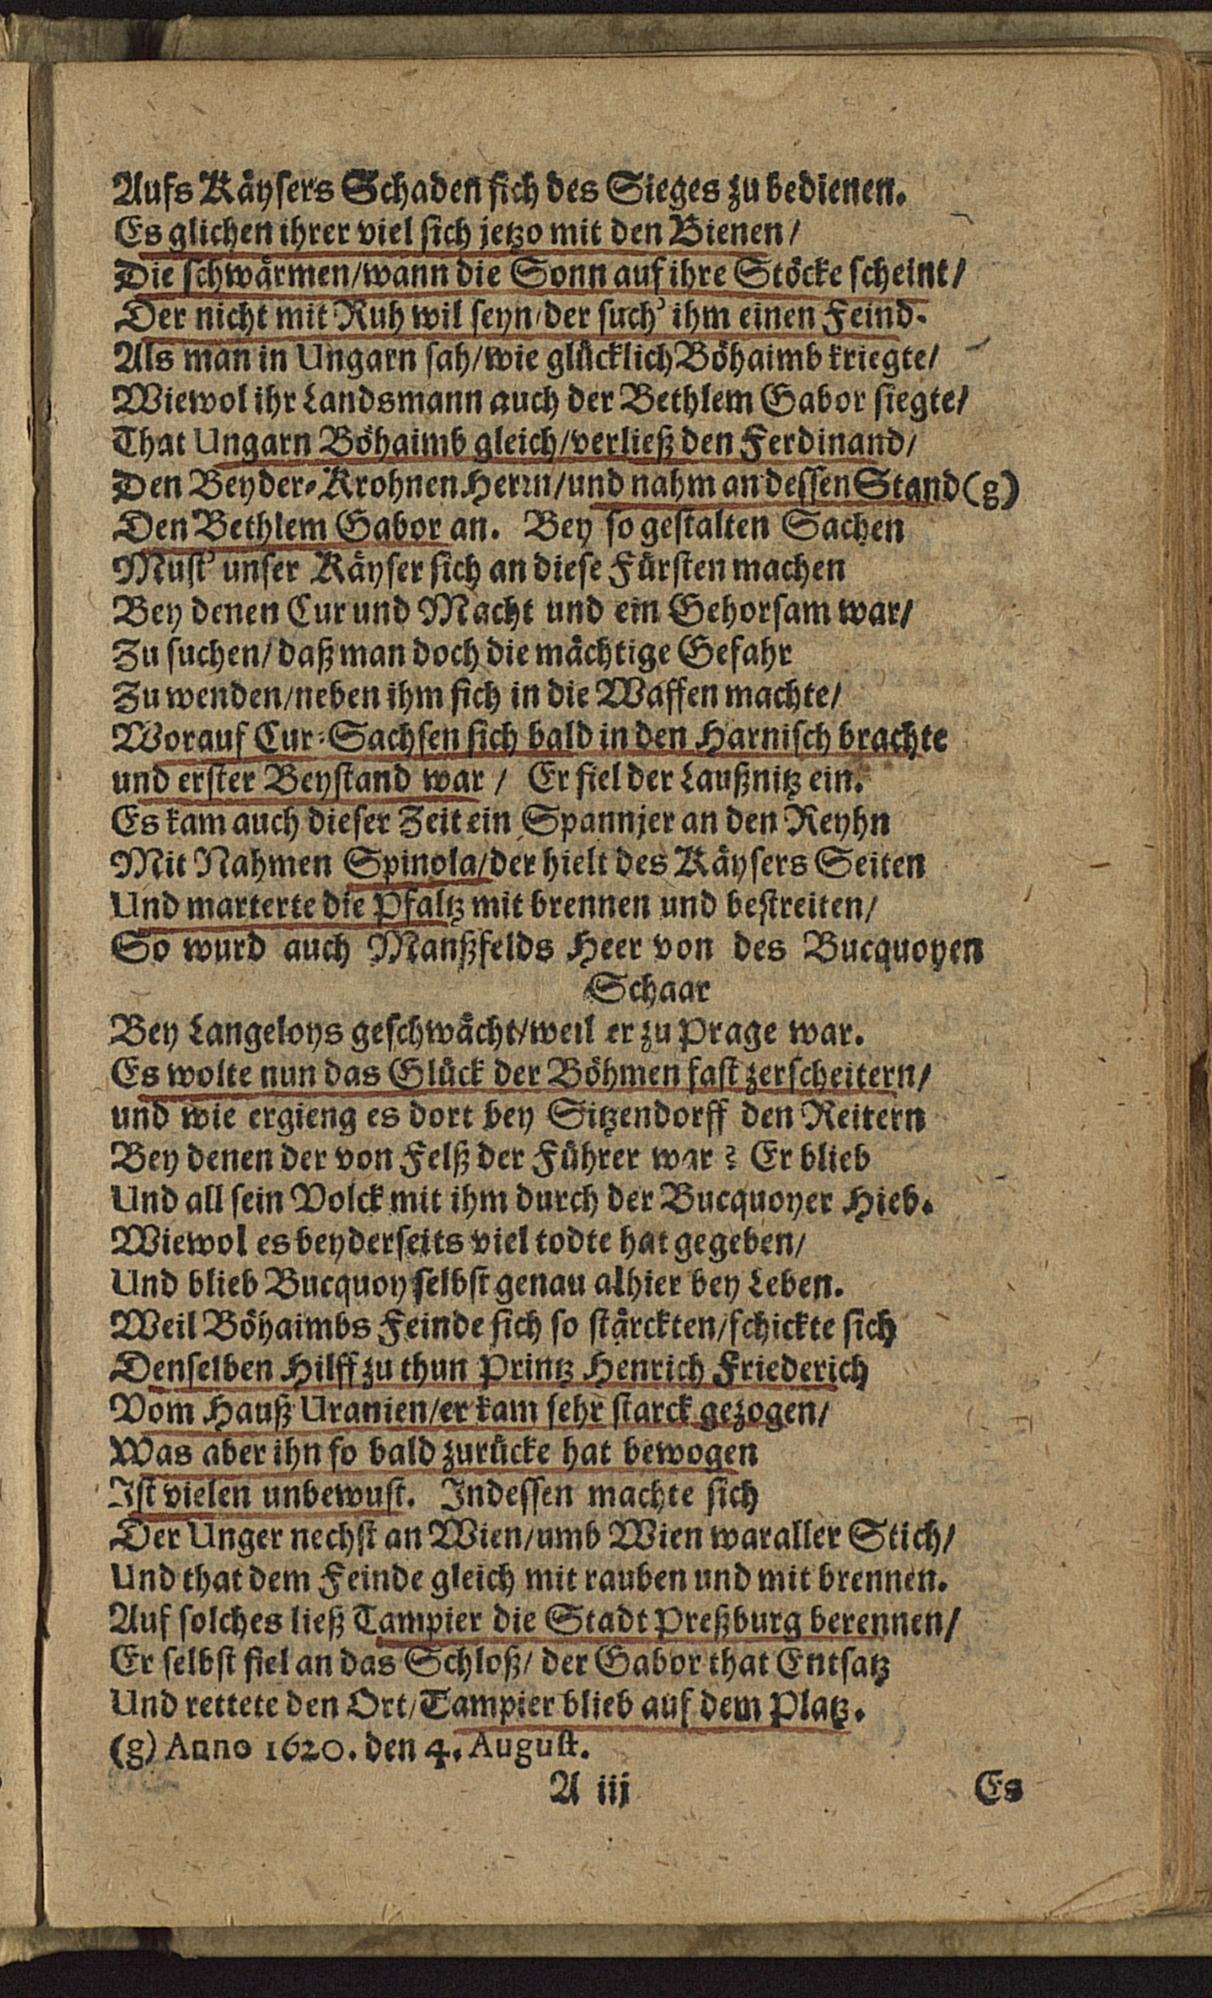 Aufs Käysers Schaden sich des Sieges zu bedienen.
Es glichen ihrer viel sich jetzo mit den Bienen/
Die schwärmen/wann die Sonn auf ihre Stöcke scheint/
Der nicht mit Ruh wil seyn/der such' ihm einen Feind.
Als man in Ungarn sah/wie glücklich Böhaimb kriegte/
Wiewol ihr Landsmann auch der Bethlem Gabor siegte/
That Ungarn Böhaimb gleich/verließ den Ferdinand/
Den Beyder-Krohnen Herrn/und nahm an dessen Stand(g)
Den Bethlem Gabor an. Bey so gestalten Sachen
Must' unser Käyser sich an diese Fürsten machen
Bey denen Cur und Macht und ein Gehorsam war/
Zu suchen/daß man doch die mächtige Gefahr
Zu wenden/neben ihm sich in die Waffen machte/
Worauf Cur-Sachsen sich bald in den Harnisch brachte
und erster Beystand war / Er fiel der Laußnitz ein.
Es kam auch dieser Zeit ein Spannjer an den Reyhn
Mit Nahmen Spinola/der hielt des Käysers Seiten
Und marterte die Pfaltz mit brennen und bestreiten/
So wurd auch Manßfelds Heer von des Bucquoyen
Schaar
Bey Langeloys geschwächt/weil er zu Prage war.
Es wolte nun das Glück der Böhmen fast zerscheitern/
und wie ergieng es dort bey Sitzendorff den Reitern
Bey denen der von Felß der Führer war? Er blieb
Und all sein Volck mit ihm durch der Bucquoyer Hieb.
Wiewol es beyderseits viel todte hat gegeben/
Und blieb Bucquoy selbst genau alhier bey Leben.
Weil Böhaimbs Feinde sich so stärckten/schickte sich
Denselben Hilff zu thun Printz Henrich Friederich
Vom Hauß Uranien/er kam sehr starck gezogen/
Was aber ihn so bald zurücke hat bewogen
Ist vielen unbewust. Indessen machte sich
Der Unger nechst an Wien/umb Wien war aller Stich/
Und that dem Feinde gleich mit rauben und mit brennen.
Auf solches ließ Tampier die Stadt Preßburg berennen/
Er selbst fiel an das Schloß/ der Gabor that Entsatz
Und rettete den Ort/Tampier blieb auf dem Platz.
(g) Anno 1620. den 4. August.
A iij
Es